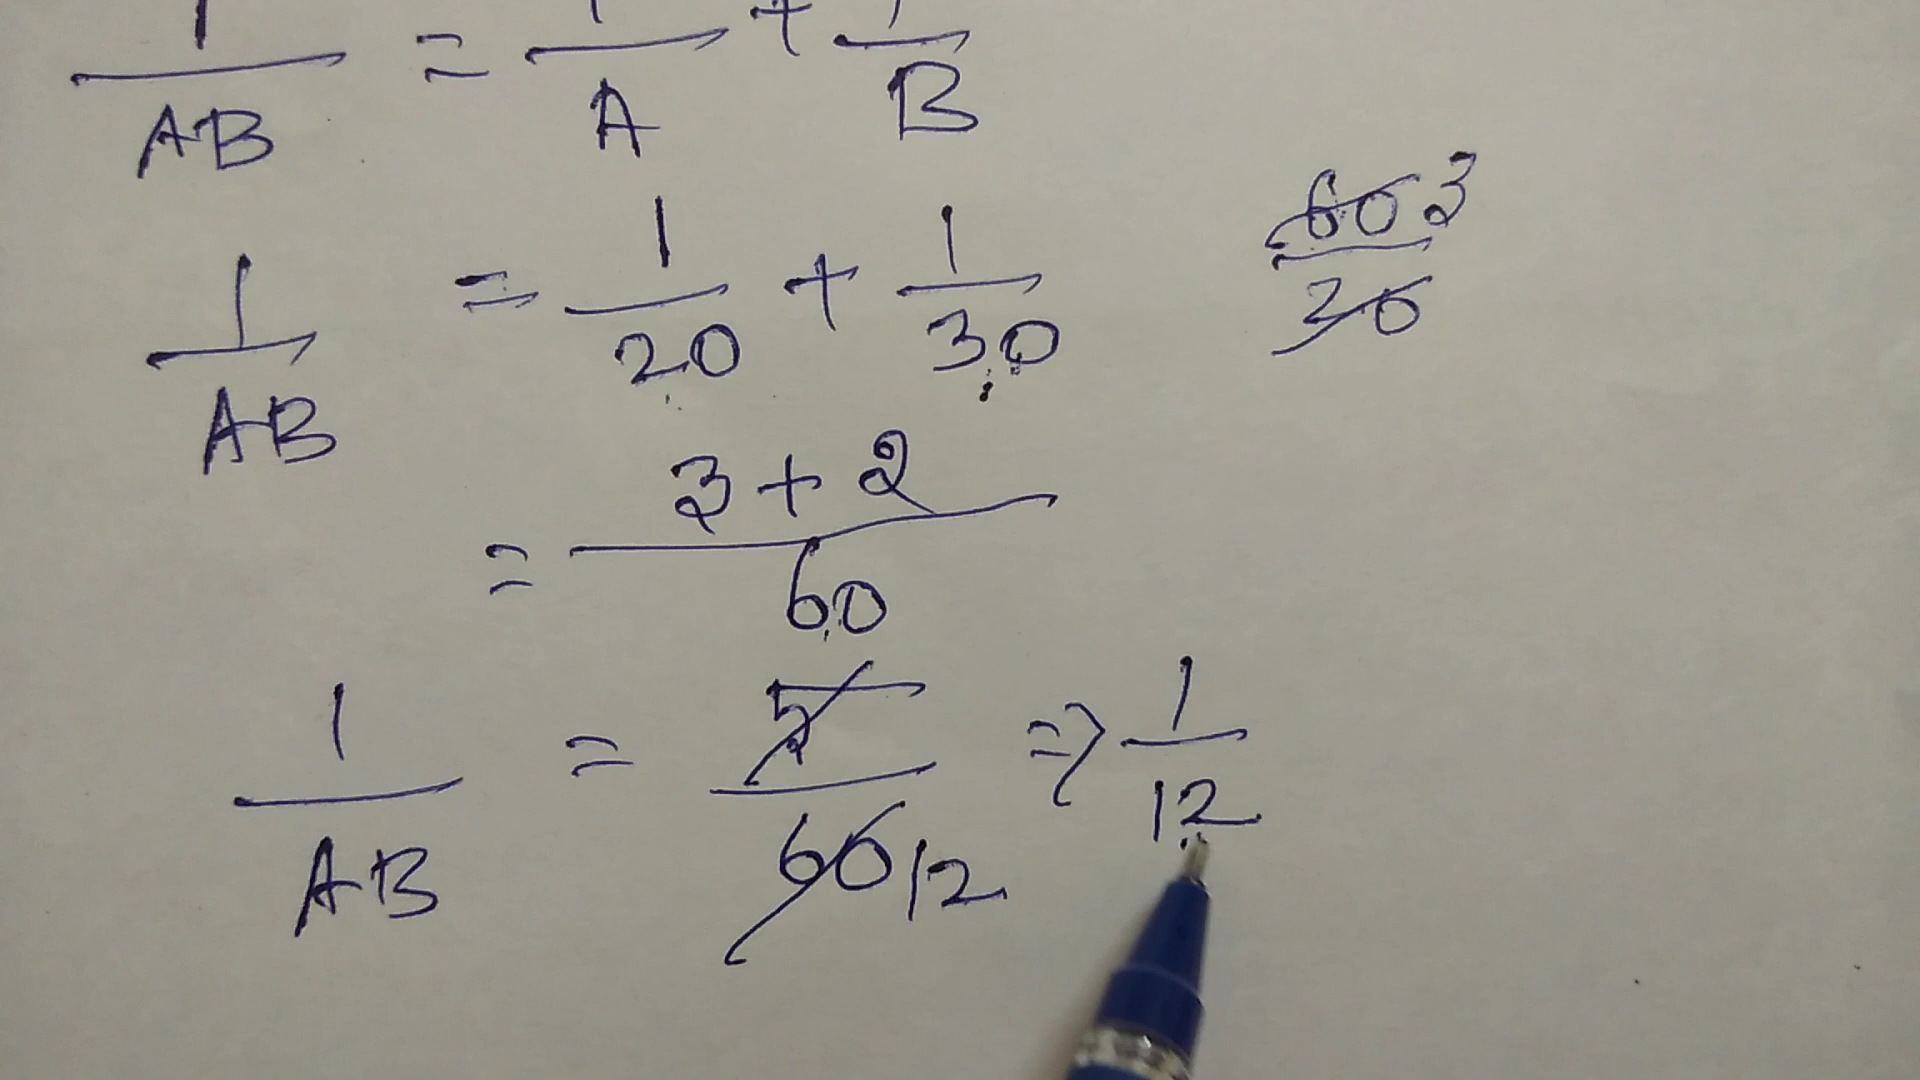 1/AB = 1/A + 1/B
1/AB = 1/20 + 1/30
60 3/20
= 3+2/60
1/AB = 5/60 12 => 1/12